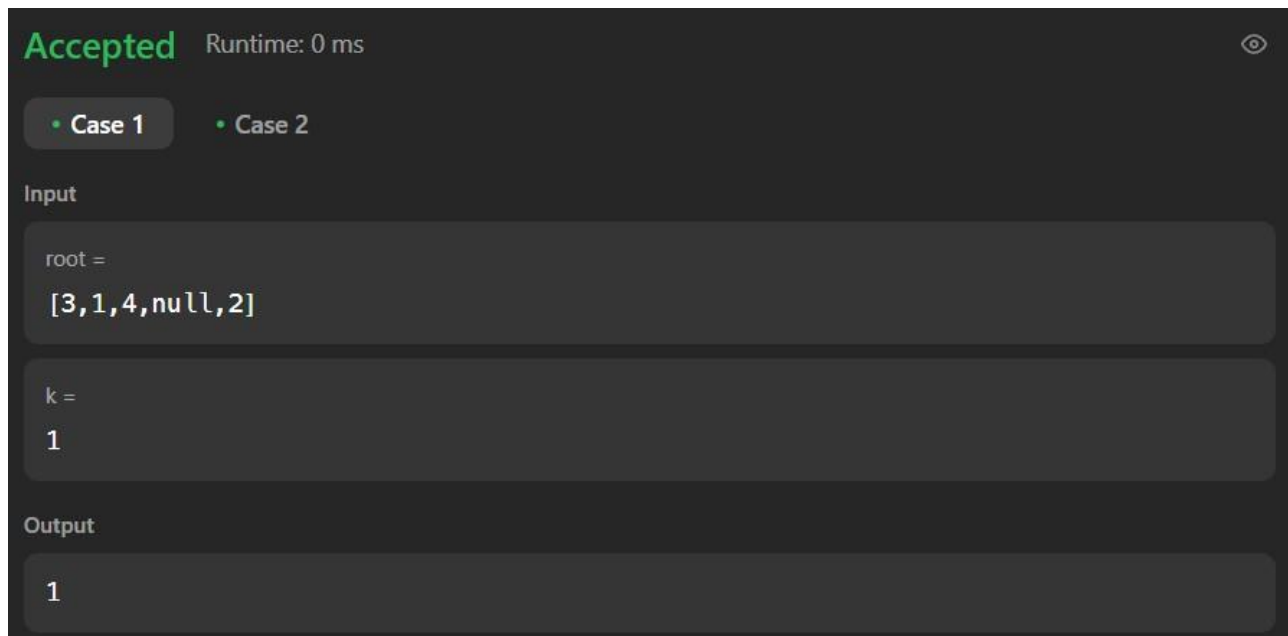 Accepted Runtime: 0 ms
• Case 1 • Case 2
Input
root =
[3,1,4,null,2]
k =
1
Output
1